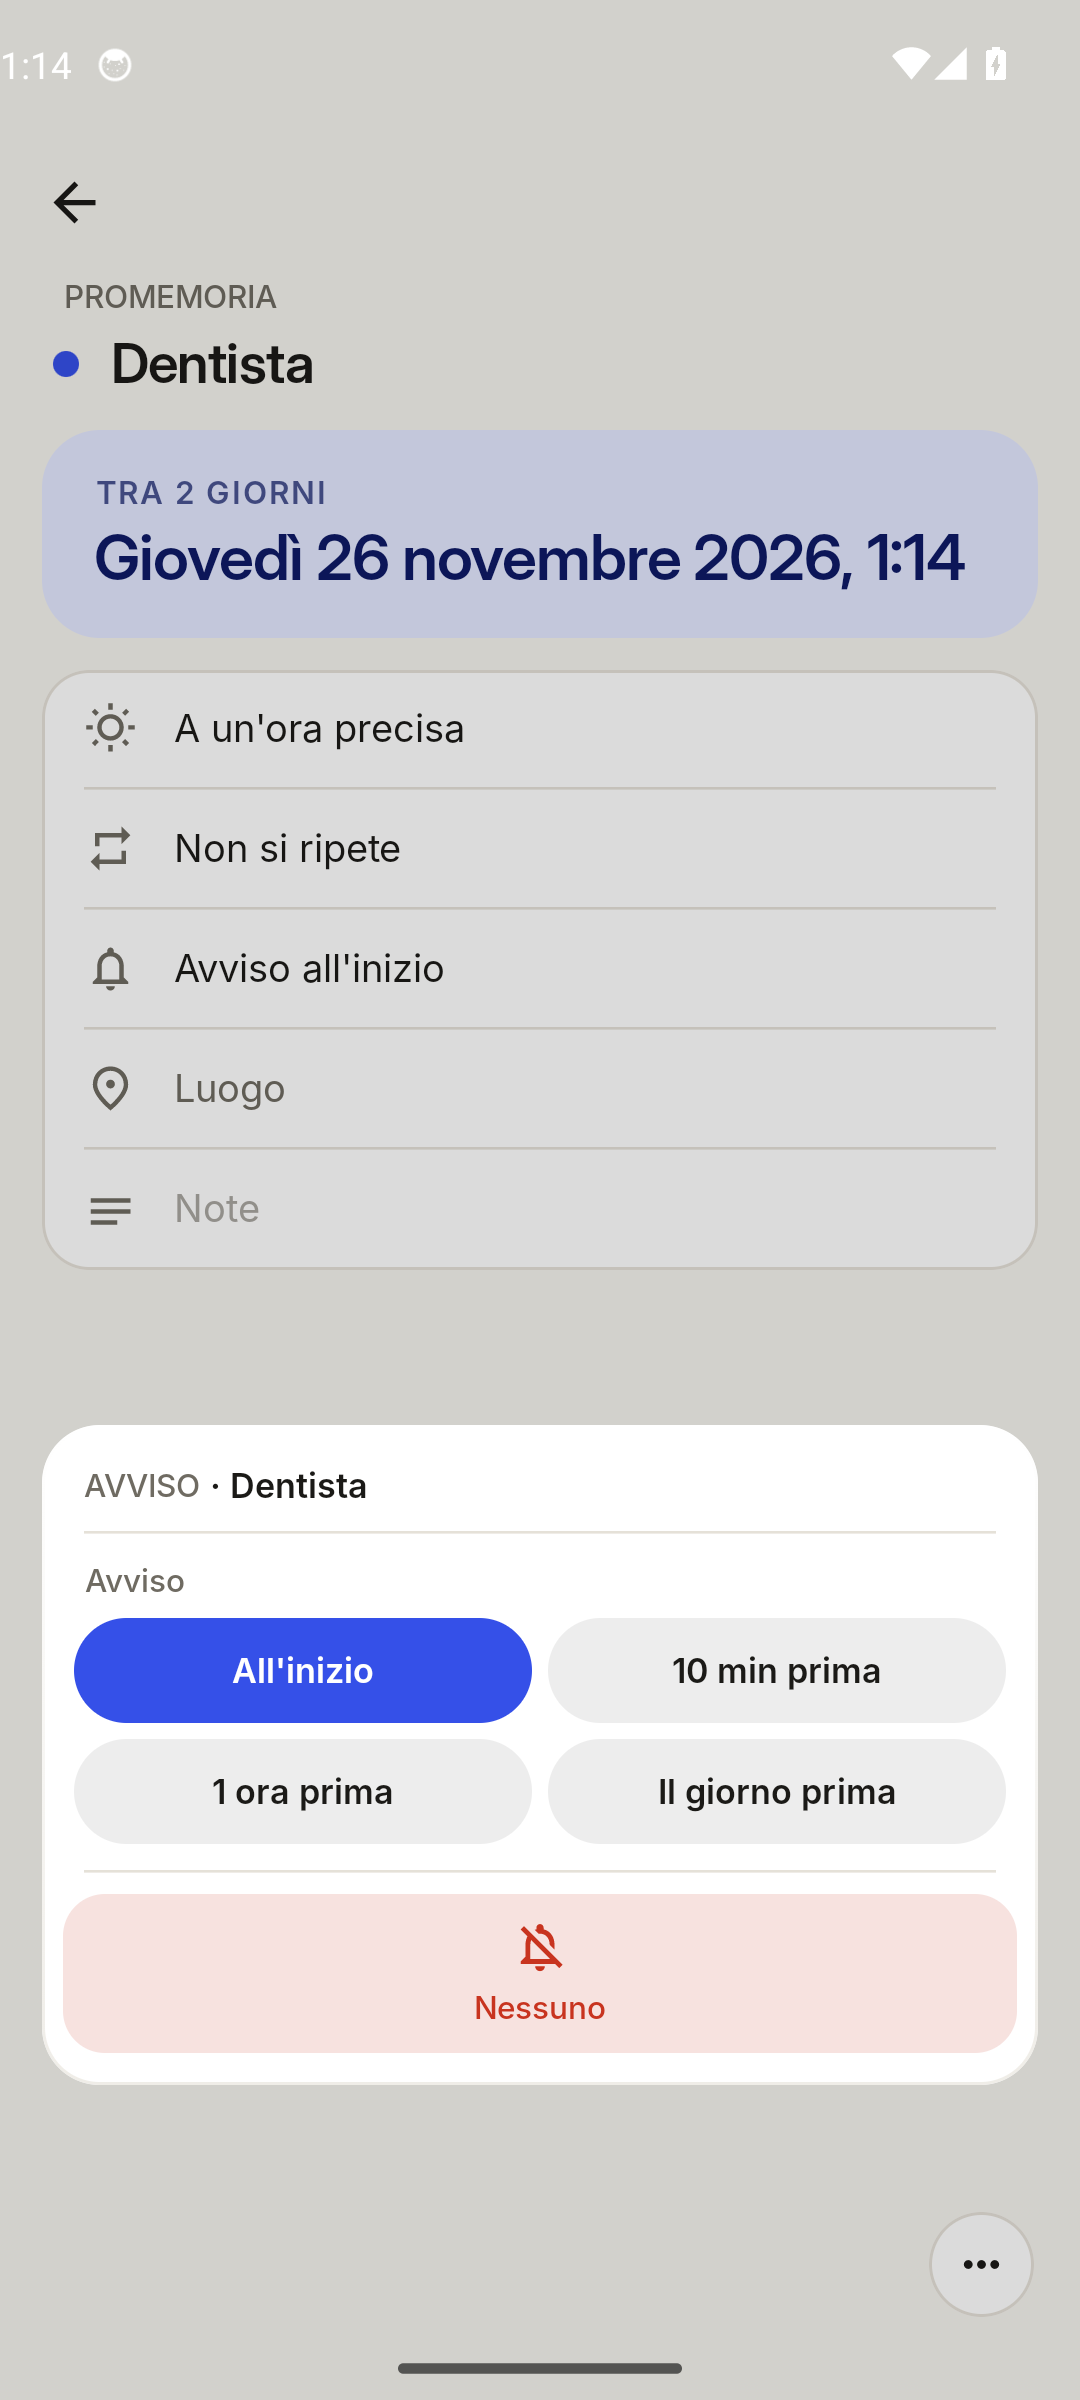 1:14
PROMEMORIA
Dentista
TRA 2 GIORNI
Giovedì 26 novembre 2026, 1:14
A un'ora precisa
Non si ripete
Avviso all'inizio
Luogo
Note
AVVISO · Dentista
Avviso
All'inizio
10 min prima
1 ora prima
Il giorno prima
Nessuno